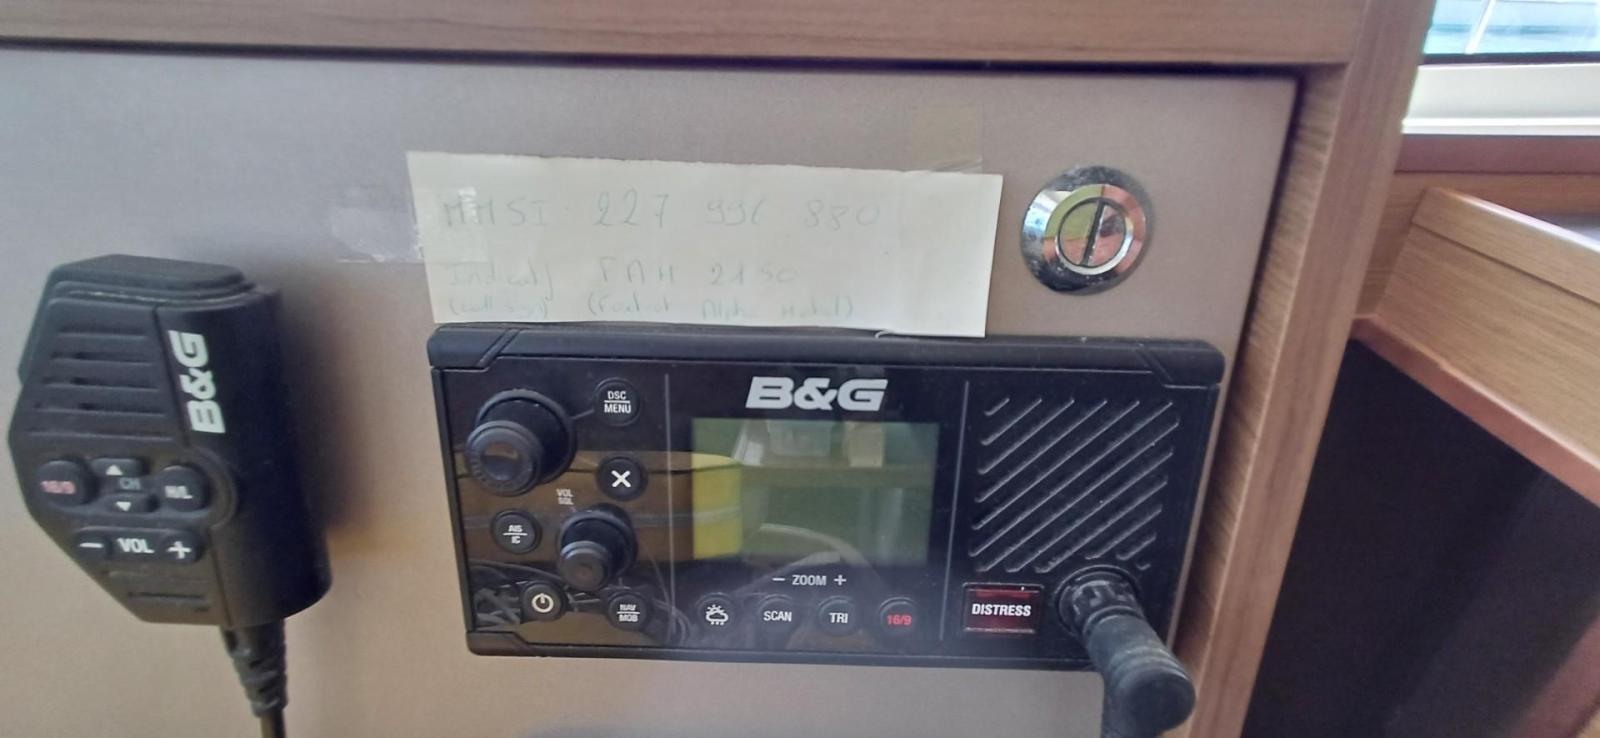 MMSI 227 996 880
Indicatif FAH 2150
(call sign) (Foxtrot Alpha Hotel)
B&G
DSC
MENU
B&G
16/9
CH
H/L
VOL
SQL
AIS
IC
- VOL +
- ZOOM +
NAV
MOB
SCAN
TRI
16/9
DISTRESS